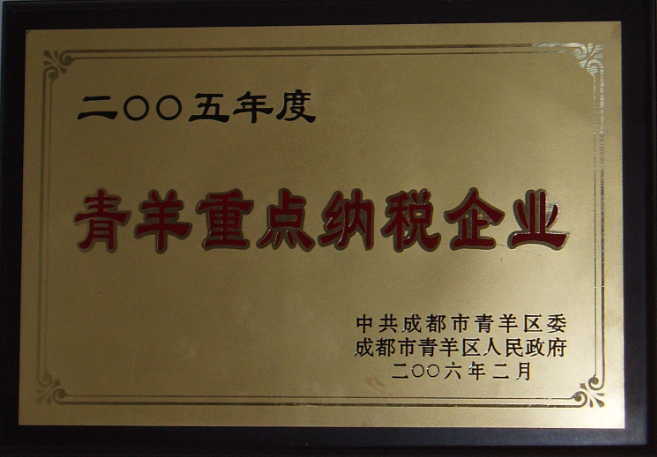 二〇〇五年度
青羊重点纳税企业
中共成都市青羊区委
成都市青羊区人民政府
二〇〇六年二月